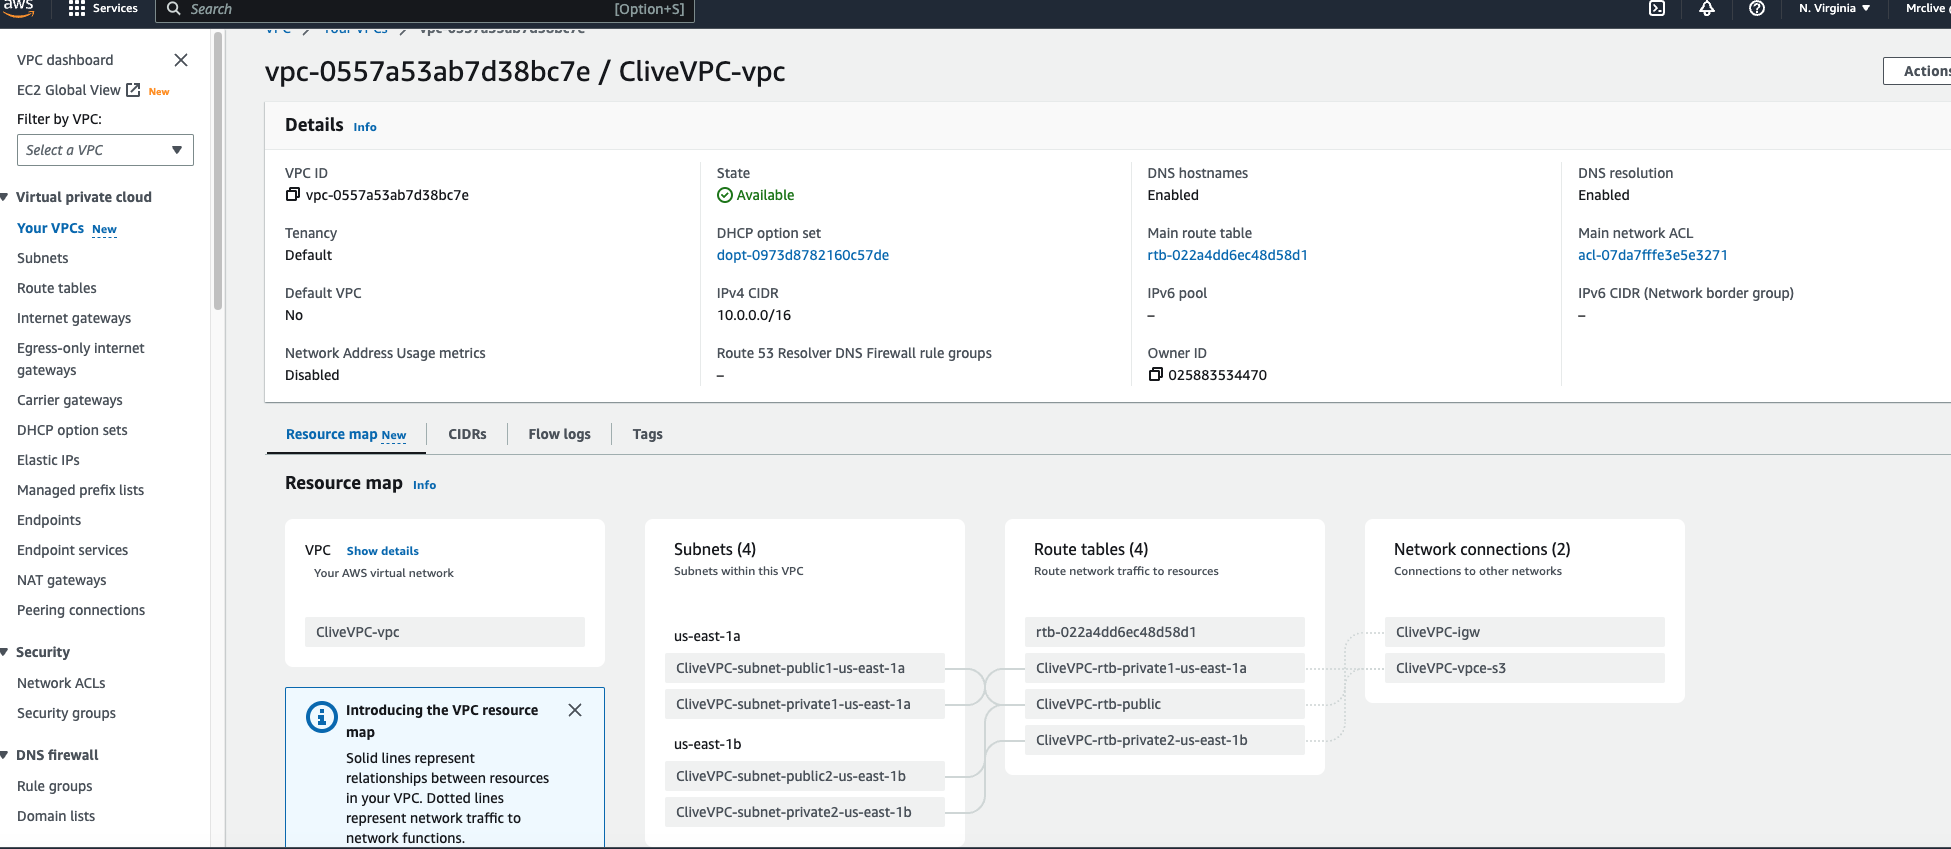 aws
Services
Search
[Option+S]
N. Virginia
Mrclive
VPC dashboard
EC2 Global View New
Filter by VPC:
Select a VPC
Virtual private cloud
Your VPCs New
Subnets
Route tables
Internet gateways
Egress-only internet
gateways
Carrier gateways
DHCP option sets
Elastic IPs
Managed prefix lists
Endpoints
Endpoint services
NAT gateways
Peering connections
Security
Network ACLs
Security groups
DNS firewall
Rule groups
Domain lists
VPC
Your VPCs
vpc-0557a53ab7d38bc7e
vpc-0557a53ab7d38bc7e / CliveVPC-vpc
Actions
Details Info
VPC ID
vpc-0557a53ab7d38bc7e
State
Available
DNS hostnames
Enabled
DNS resolution
Enabled
Tenancy
Default
DHCP option set
dopt-0973d8782160c57de
Main route table
rtb-022a4dd6ec48d58d1
Main network ACL
acl-07da7fffe3e5e3271
Default VPC
No
IPv4 CIDR
10.0.0.0/16
IPv6 pool
–
IPv6 CIDR (Network border group)
–
Network Address Usage metrics
Disabled
Route 53 Resolver DNS Firewall rule groups
–
Owner ID
025883534470
Resource map New
CIDRs
Flow logs
Tags
Resource map Info
VPC Show details
Your AWS virtual network
CliveVPC-vpc
Introducing the VPC resource
map
Solid lines represent
relationships between resources
in your VPC. Dotted lines
represent network traffic to
network functions.
Subnets (4)
Subnets within this VPC
us-east-1a
CliveVPC-subnet-public1-us-east-1a
CliveVPC-subnet-private1-us-east-1a
us-east-1b
CliveVPC-subnet-public2-us-east-1b
CliveVPC-subnet-private2-us-east-1b
Route tables (4)
Route network traffic to resources
rtb-022a4dd6ec48d58d1
CliveVPC-rtb-private1-us-east-1a
CliveVPC-rtb-public
CliveVPC-rtb-private2-us-east-1b
Network connections (2)
Connections to other networks
CliveVPC-igw
CliveVPC-vpce-s3